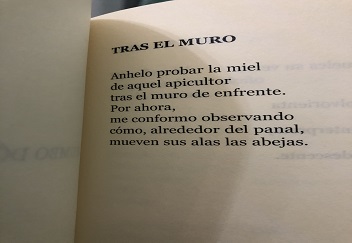 TRAS EL MURO
Anhelo probar la miel
de aquel apicultor
tras el muro de enfrente.
Por ahora,
me conformo observando
cómo, alrededor del panal,
mueven sus alas las abejas.